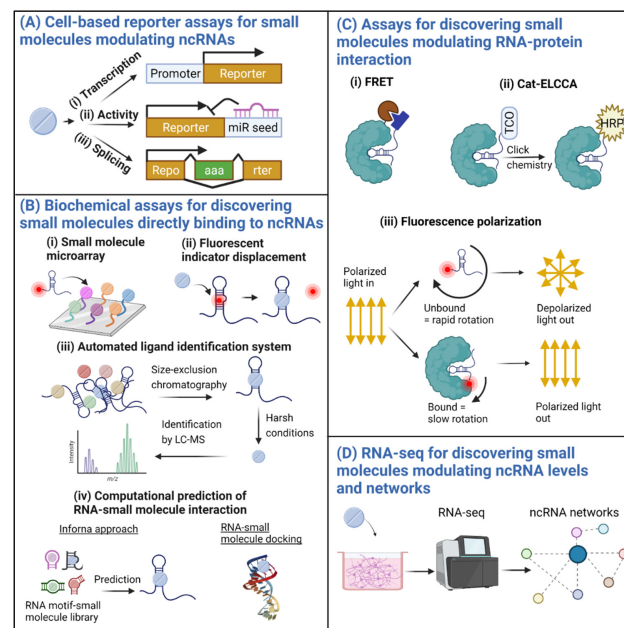 (A) Cell-based reporter assays for small
molecules modulating ncRNAs
(i) Transcription
Promoter
Reporter
(ii) Activity
Reporter
miR seed
(iii) Splicing
Repo
aaa
rter
(B) Biochemical assays for discovering
small molecules directly binding to ncRNAs
(i) Small molecule
microarray
(ii) Fluorescent
indicator displacement
(iii) Automated ligand identification system
Size-exclusion
chromatography
Harsh
conditions
Identification
by LC-MS
Intensity
m/z
(iv) Computational prediction of
RNA-small molecule interaction
Inforna approach
RNA-small
molecule docking
Prediction
RNA motif-small
molecule library
(C) Assays for discovering small
molecules modulating RNA-protein
interaction
(i) FRET
(ii) Cat-ELCCA
TCO
Click
chemistry
HRP
(iii) Fluorescence polarization
Polarized
light in
Unbound
= rapid rotation
Depolarized
light out
Bound =
slow rotation
Polarized light
out
(D) RNA-seq for discovering small
molecules modulating ncRNA levels
and networks
RNA-seq
ncRNA networks